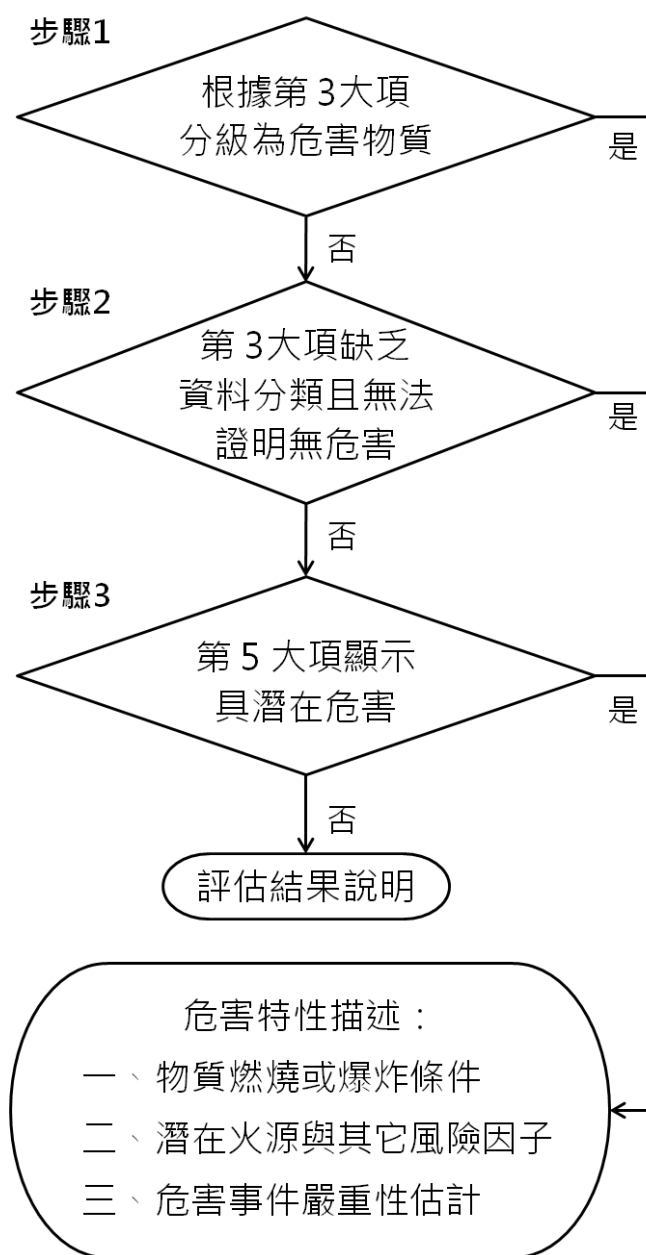 步驟1
根據第 3大項
分級為危害物質
是
否
步驟2
第 3大項缺乏
資料分類且無法
證明無危害
是
否
步驟3
第 5 大項顯示
具潛在危害
是
否
評估結果說明
危害特性描述：
一、物質燃燒或爆炸條件
二、潛在火源與其它風險因子
三、危害事件嚴重性估計